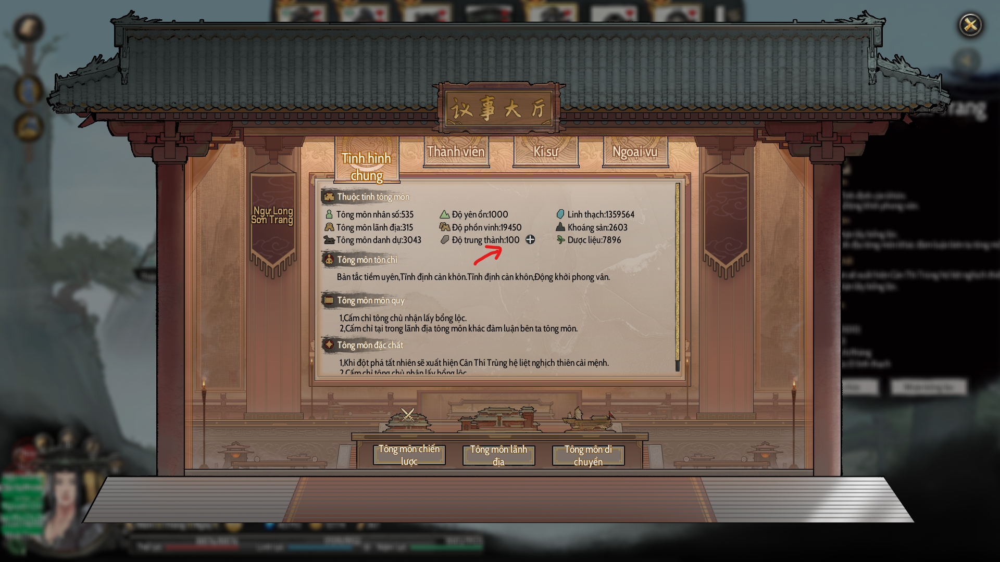 议事大厅
Tình hình
chung
Thành viên
Kí sự
Ngoại vụ
Ngự Long
Sơn Trang
Thuộc tính tông môn
Tông môn nhân số:535
Độ yên ổn:1000
Linh thạch:1359564
Tông môn lãnh địa:315
Độ phồn vinh:19450
Khoáng sản:2603
Tông môn danh dự:3043
Độ trung thành:100
Dược liệu:7896
Tông môn tôn chỉ
Bàn tắc tiềm uyên,Tĩnh định càn khôn.Tĩnh định càn khôn,Động khởi phong vân.
Tông môn môn quy
1,Cấm chỉ tông chủ nhận lấy bổng lộc.
2,Cấm chỉ tại trong lãnh địa tông môn khác đàm luận bên ta tông môn.
Tông môn đặc chất
1,Khi đột phá tất nhiên sẽ xuất hiện Cân Thí Trùng hệ liệt nghịch thiên cải mệnh.
2,Cấm chỉ tông chủ nhận lấy bổng lộc.
Tông môn chiến
lược
Tông môn lãnh
địa
Tông môn di
chuyển